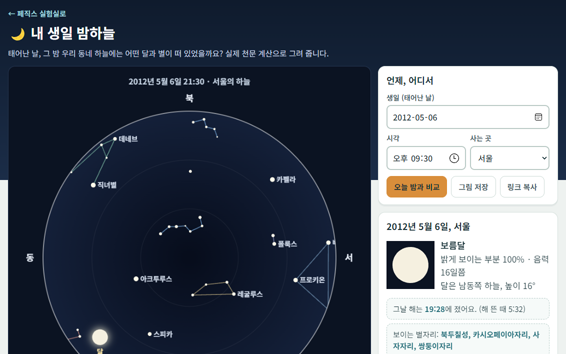 ← 페직스 실험실로
🌙 내 생일 밤하늘
태어난 날, 그 밤 우리 동네 하늘에는 어떤 달과 별이 떠 있었을까요? 실제 천문 계산으로 그려 줍니다.
2012년 5월 6일 21:30 · 서울의 하늘
북
데네브
직녀별
카펠라
폴룩스
동
서
아크투루스
프로키온
레굴루스
스피카
언제, 어디서
생일 (태어난 날)
2012-05-06
시각
사는 곳
오후 09:30
서울
오늘 밤과 비교
그림 저장
링크 복사
2012년 5월 6일, 서울
보름달
밝게 보이는 부분 100% · 음력
16일쯤
달은 남동쪽 하늘, 높이 16°
그날 해는 19:28에 졌어요. (해 뜬 때 5:32)
보이는 별자리: 북두칠성, 카시오페이아자리, 사
자자리, 쌍둥이자리